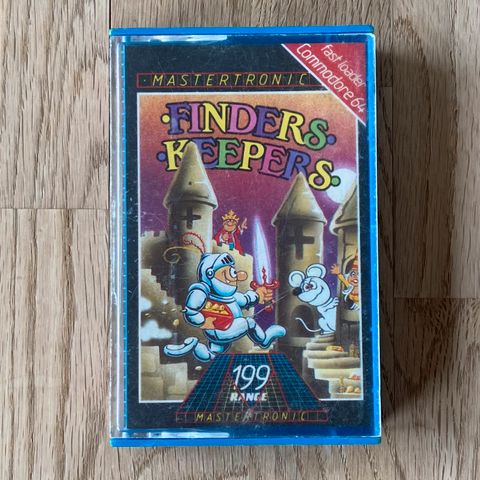 Fast loader
Commodore 64
MASTERTRONIC
FINDERS
KEEPERS
199
RANGE
MASTERTRONIC